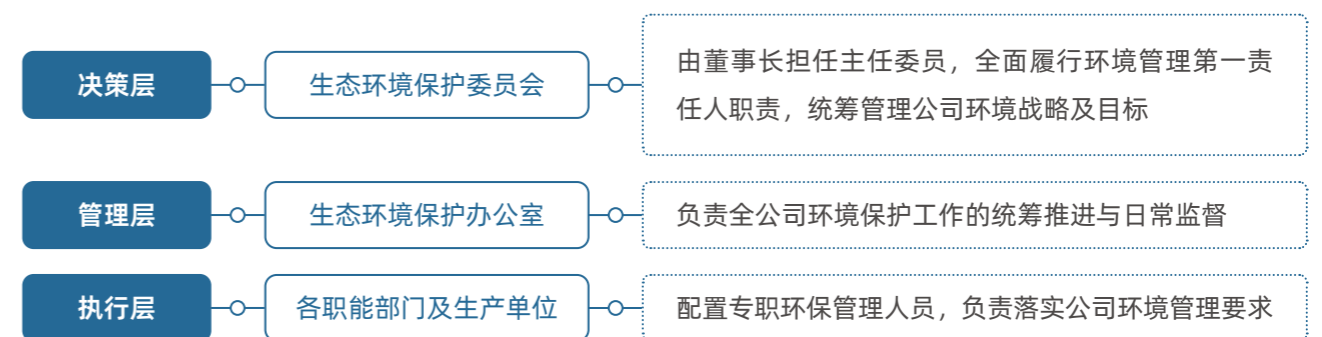 决策层
生态环境保护委员会
由董事长担任主任委员，全面履行环境管理第一责
任人职责，统筹管理公司环境战略及目标
管理层
生态环境保护办公室
负责全公司环境保护工作的统筹推进与日常监督
执行层
各职能部门及生产单位
配置专职环保管理人员，负责落实公司环境管理要求